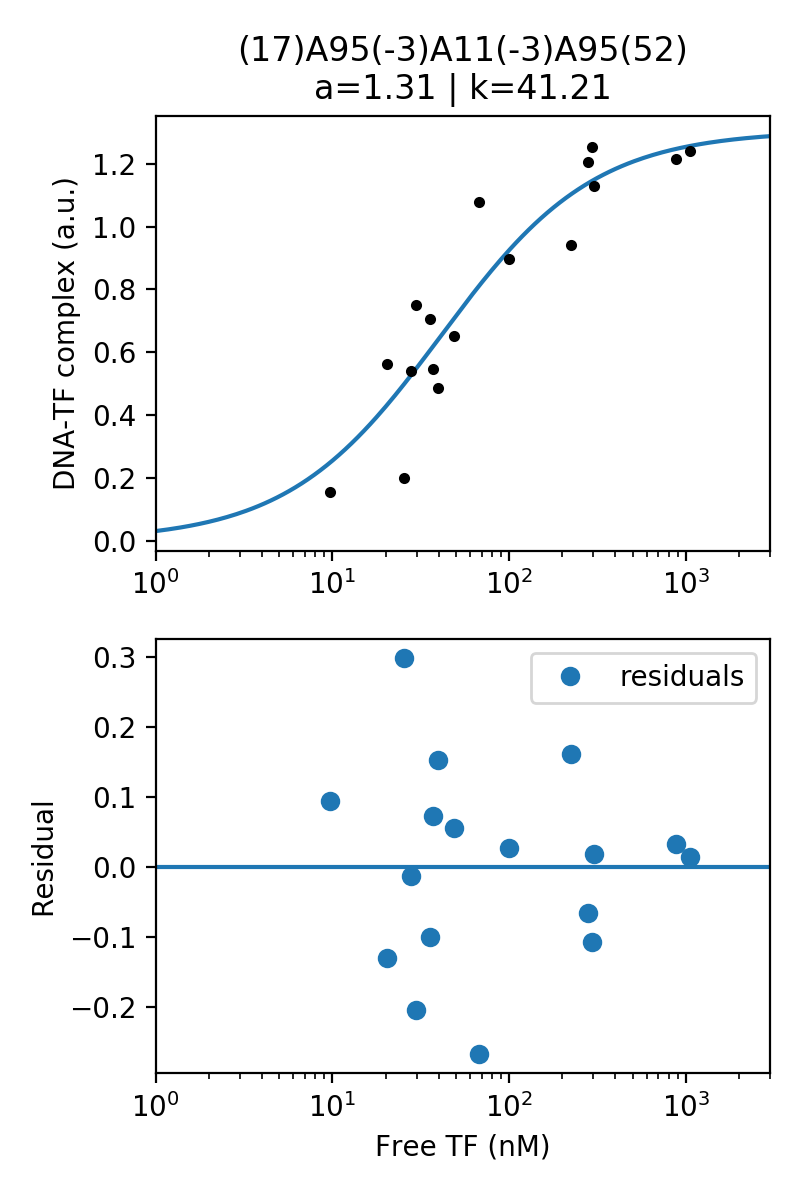 (17)A95(-3)A11(-3)A95(52)
a=1.31 | k=41.21
DNA-TF complex (a.u.)
1.2
1.0
0.8
0.6
0.4
0.2
0.0
10⁰ 10¹ 10² 10³
residuals
Residual
0.3
0.2
0.1
0.0
−0.1
−0.2
10⁰ 10¹ 10² 10³
Free TF (nM)